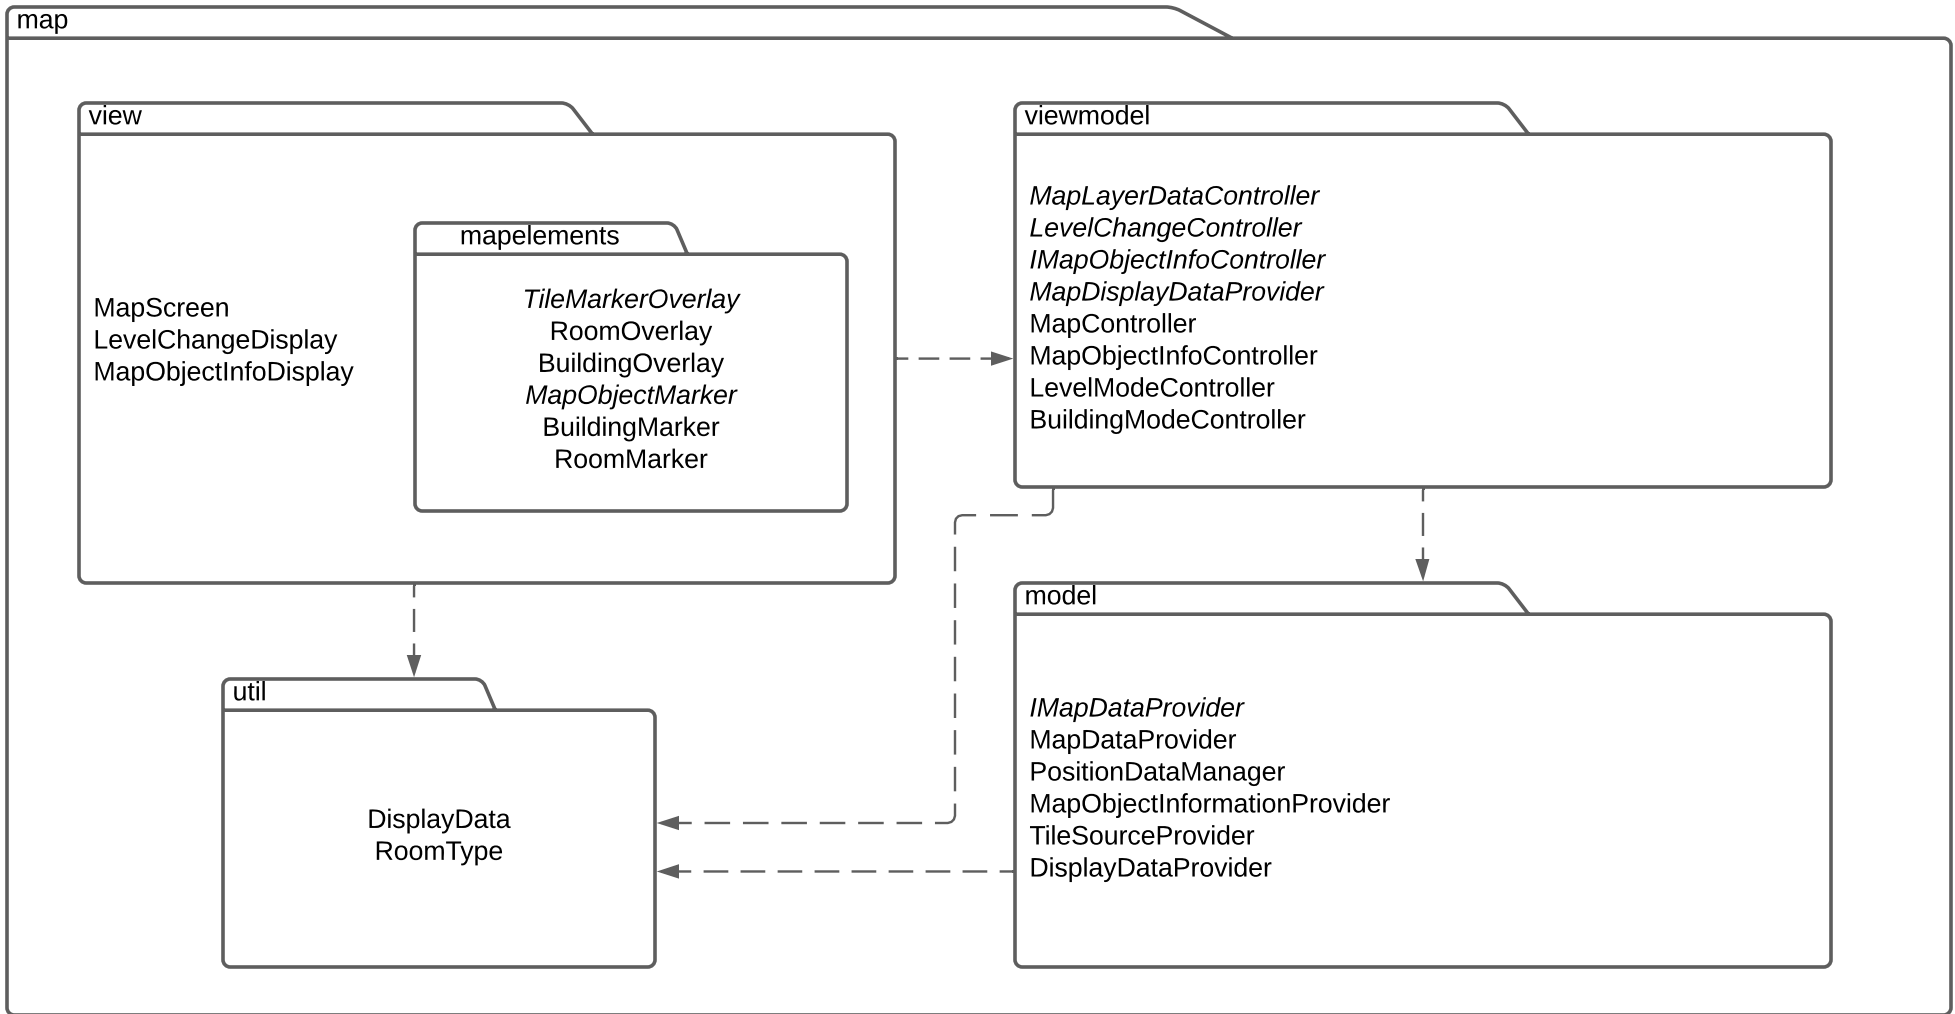 map
view
MapScreen
LevelChangeDisplay
MapObjectInfoDisplay
mapelements
TileMarkerOverlay
RoomOverlay
BuildingOverlay
MapObjectMarker
BuildingMarker
RoomMarker
viewmodel
MapLayerDataController
LevelChangeController
IMapObjectInfoController
MapDisplayDataProvider
MapController
MapObjectInfoController
LevelModeController
BuildingModeController
util
DisplayData
RoomType
model
IMapDataProvider
MapDataProvider
PositionDataManager
MapObjectInformationProvider
TileSourceProvider
DisplayDataProvider